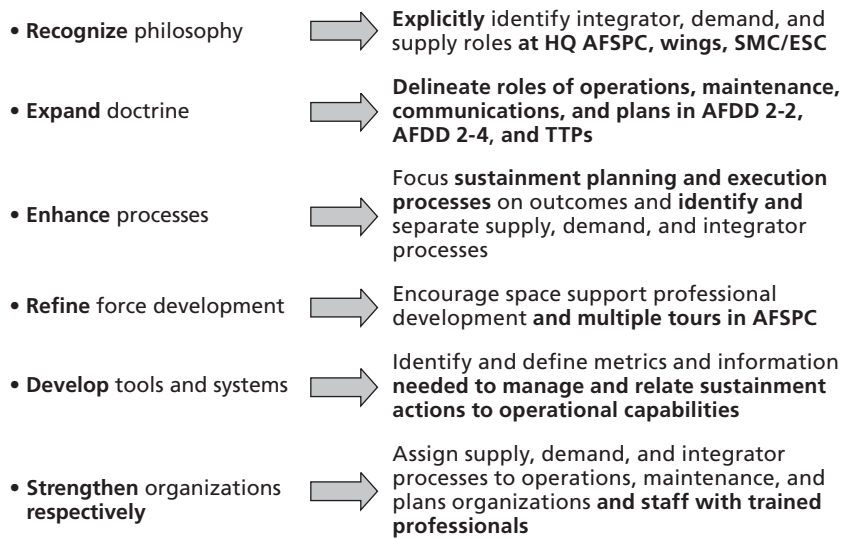 • Recognize philosophy
Explicitly identify integrator, demand, and
supply roles at HQ AFSPC, wings, SMC/ESC
• Expand doctrine
Delineate roles of operations, maintenance,
communications, and plans in AFDD 2-2,
AFDD 2-4, and TTPs
• Enhance processes
Focus sustainment planning and execution
processes on outcomes and identify and
separate supply, demand, and integrator
processes
• Refine force development
Encourage space support professional
development and multiple tours in AFSPC
• Develop tools and systems
Identify and define metrics and information
needed to manage and relate sustainment
actions to operational capabilities
• Strengthen organizations
respectively
Assign supply, demand, and integrator
processes to operations, maintenance, and
plans organizations and staff with trained
professionals